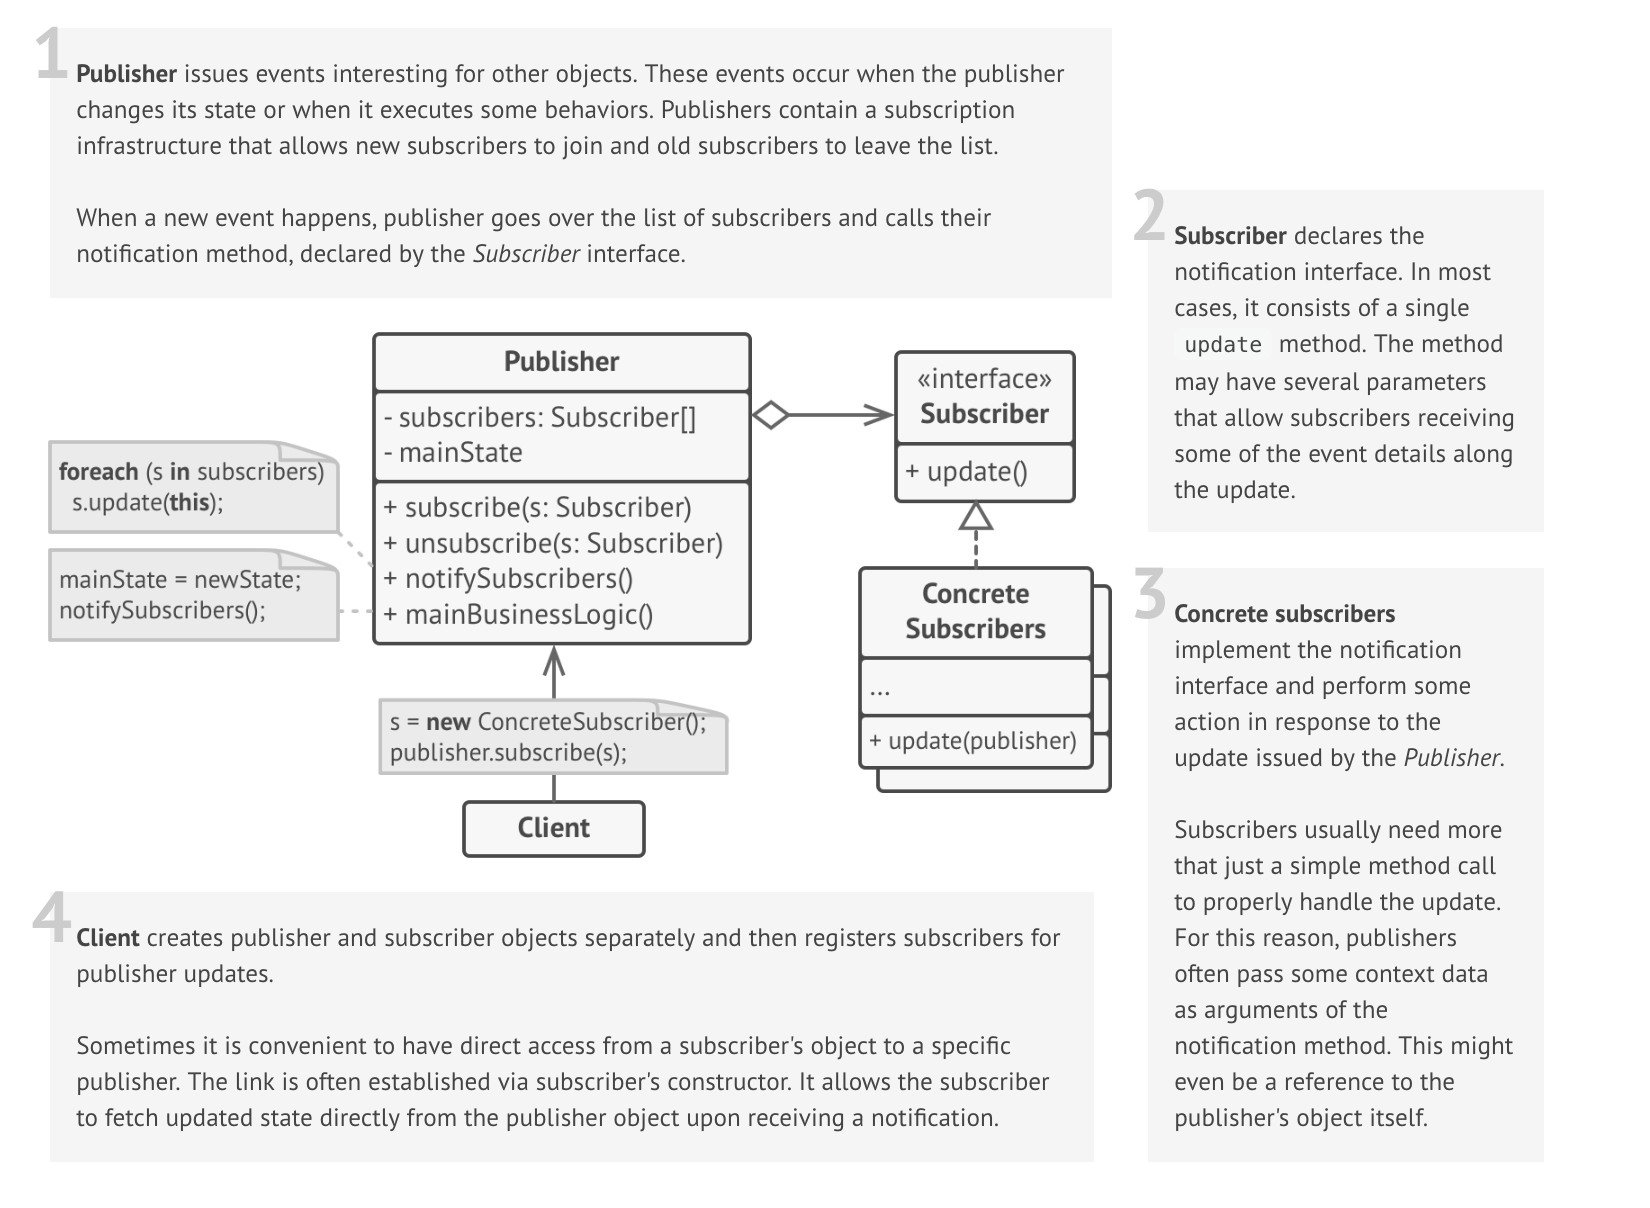 1
Publisher issues events interesting for other objects. These events occur when the publisher
changes its state or when it executes some behaviors. Publishers contain a subscription
infrastructure that allows new subscribers to join and old subscribers to leave the list.
When a new event happens, publisher goes over the list of subscribers and calls their
notification method, declared by the Subscriber interface.
2
Subscriber declares the
notification interface. In most
cases, it consists of a single
update method. The method
may have several parameters
that allow subscribers receiving
some of the event details along
the update.
Publisher
- subscribers: Subscriber[]
- mainState
+ subscribe(s: Subscriber)
+ unsubscribe(s: Subscriber)
+ notifySubscribers()
+ mainBusinessLogic()
foreach (s in subscribers)
s.update(this);
mainState = newState;
notifySubscribers();
«interface»
Subscriber
+ update()
Concrete
Subscribers
...
+ update(publisher)
s = new ConcreteSubscriber();
publisher.subscribe(s);
Client
3
Concrete subscribers
implement the notification
interface and perform some
action in response to the
update issued by the Publisher.
Subscribers usually need more
that just a simple method call
to properly handle the update.
For this reason, publishers
often pass some context data
as arguments of the
notification method. This might
even be a reference to the
publisher's object itself.
4
Client creates publisher and subscriber objects separately and then registers subscribers for
publisher updates.
Sometimes it is convenient to have direct access from a subscriber's object to a specific
publisher. The link is often established via subscriber's constructor. It allows the subscriber
to fetch updated state directly from the publisher object upon receiving a notification.